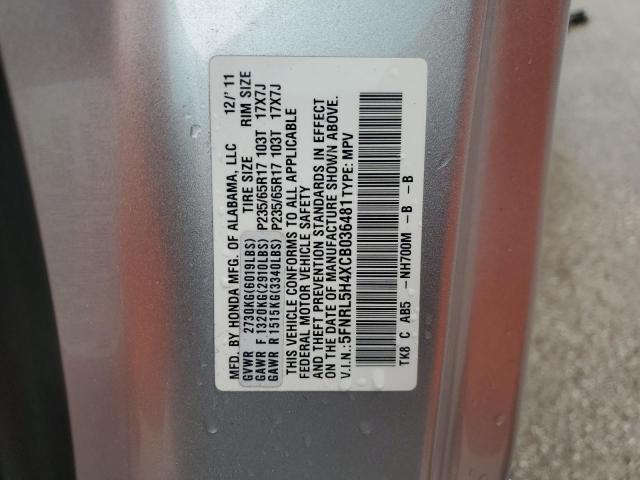 MFD. BY HONDA MFG. OF ALABAMA, LLC 12/'11
TIRE SIZE RIM SIZE
GVWR 2730KG(6019LBS)
GAWR F 1320KG(2910LBS) P235/65R17 103T 17X7J
GAWR R 1515KG(3340LBS) P235/65R17 103T 17X7J
THIS VEHICLE CONFORMS TO ALL APPLICABLE
FEDERAL MOTOR VEHICLE SAFETY
AND THEFT PREVENTION STANDARDS IN EFFECT
ON THE DATE OF MANUFACTURE SHOWN ABOVE.
V.I.N.:5FNRL5H4XCB036481 TYPE: MPV
TK8 C AB5 -NH700M -B -B